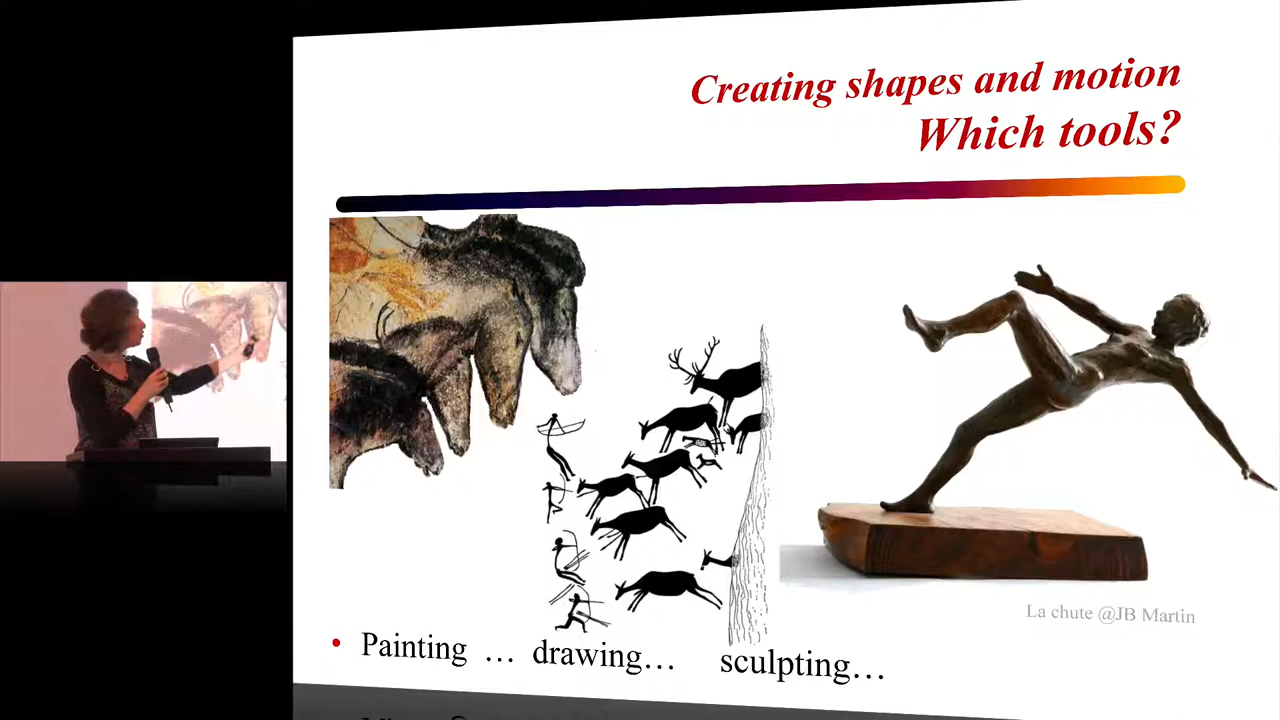 Creating shapes and motion
Which tools?
La chute @JB Martin
• Painting … drawing… sculpting…